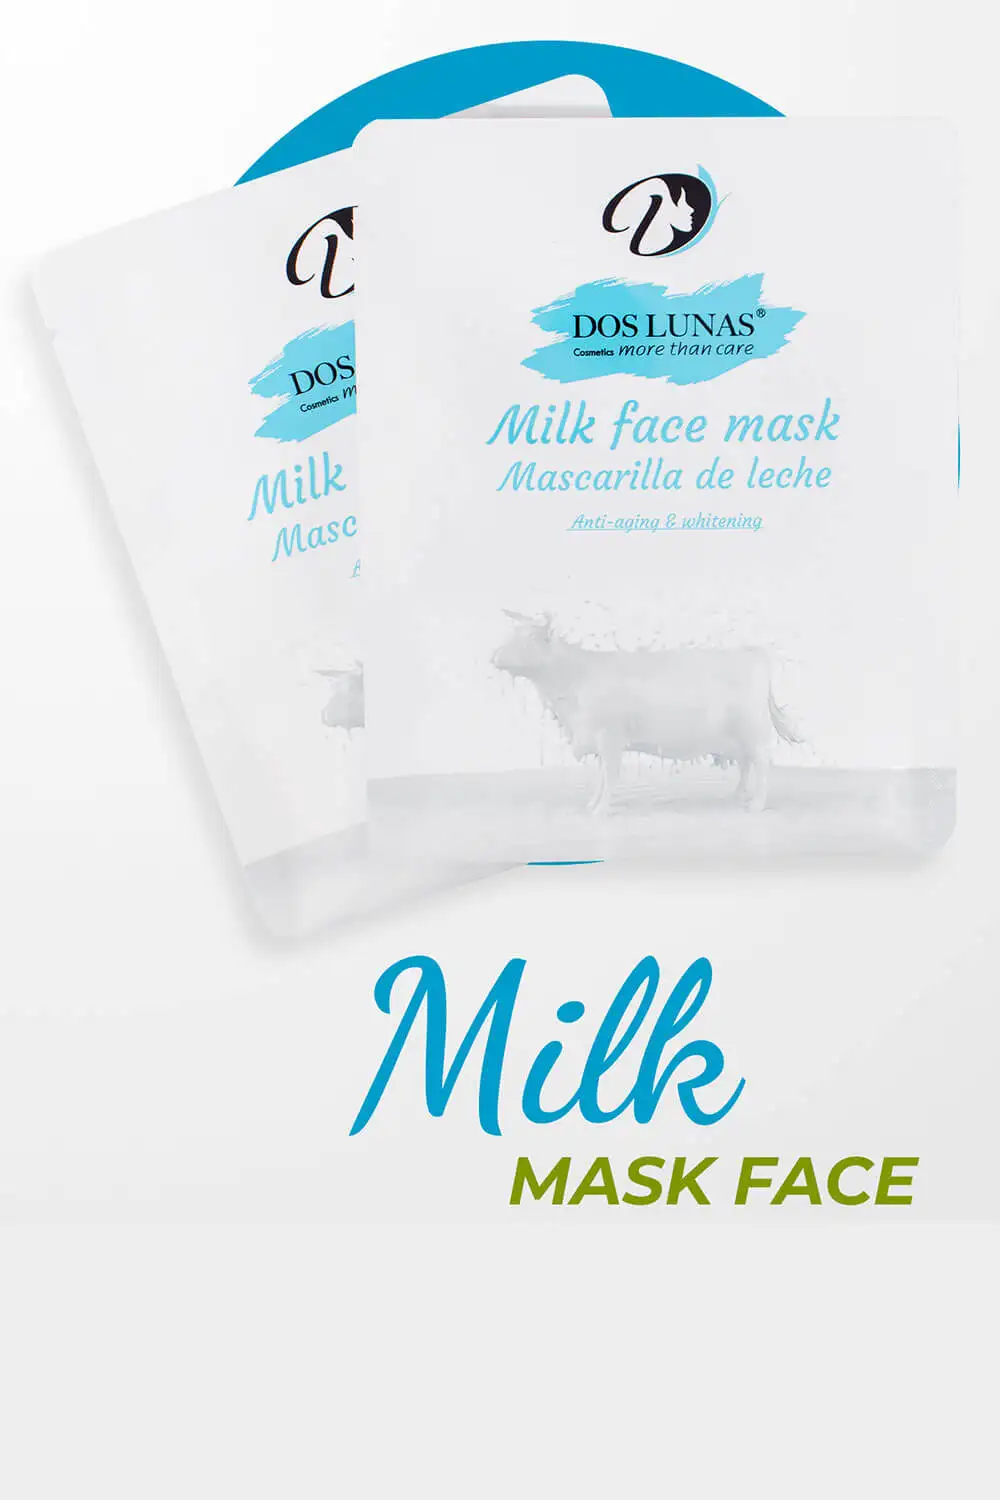 DOS LUNAS®
Cosmetics more than care
Milk face mask
Mascarilla de leche
Anti-aging & whitening
DOS
Cosmetics m
Milk
Masc
A
Milk
MASK FACE